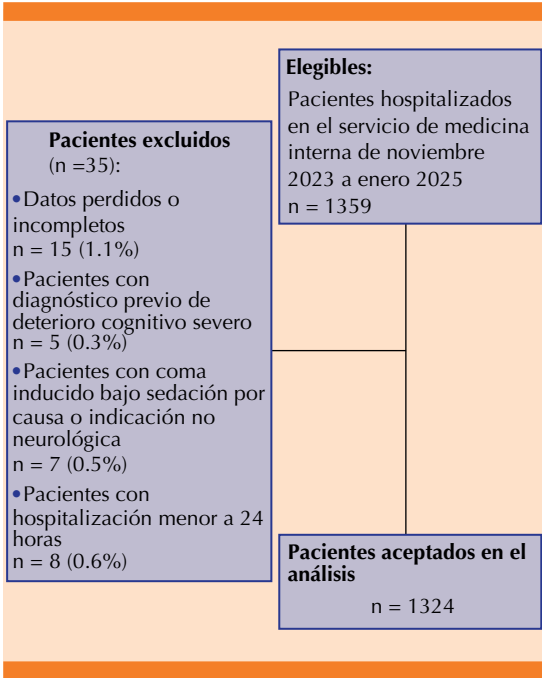 Elegibles:
Pacientes hospitalizados
en el servicio de medicina
interna de noviembre
2023 a enero 2025
n = 1359
Pacientes excluidos
(n =35):
•Datos perdidos o
incompletos
n = 15 (1.1%)
•Pacientes con
diagnóstico previo de
deterioro cognitivo severo
n = 5 (0.3%)
•Pacientes con coma
inducido bajo sedación por
causa o indicación no
neurológica
n = 7 (0.5%)
•Pacientes con
hospitalización menor a 24
horas
n = 8 (0.6%)
Pacientes aceptados en el
análisis
n = 1324